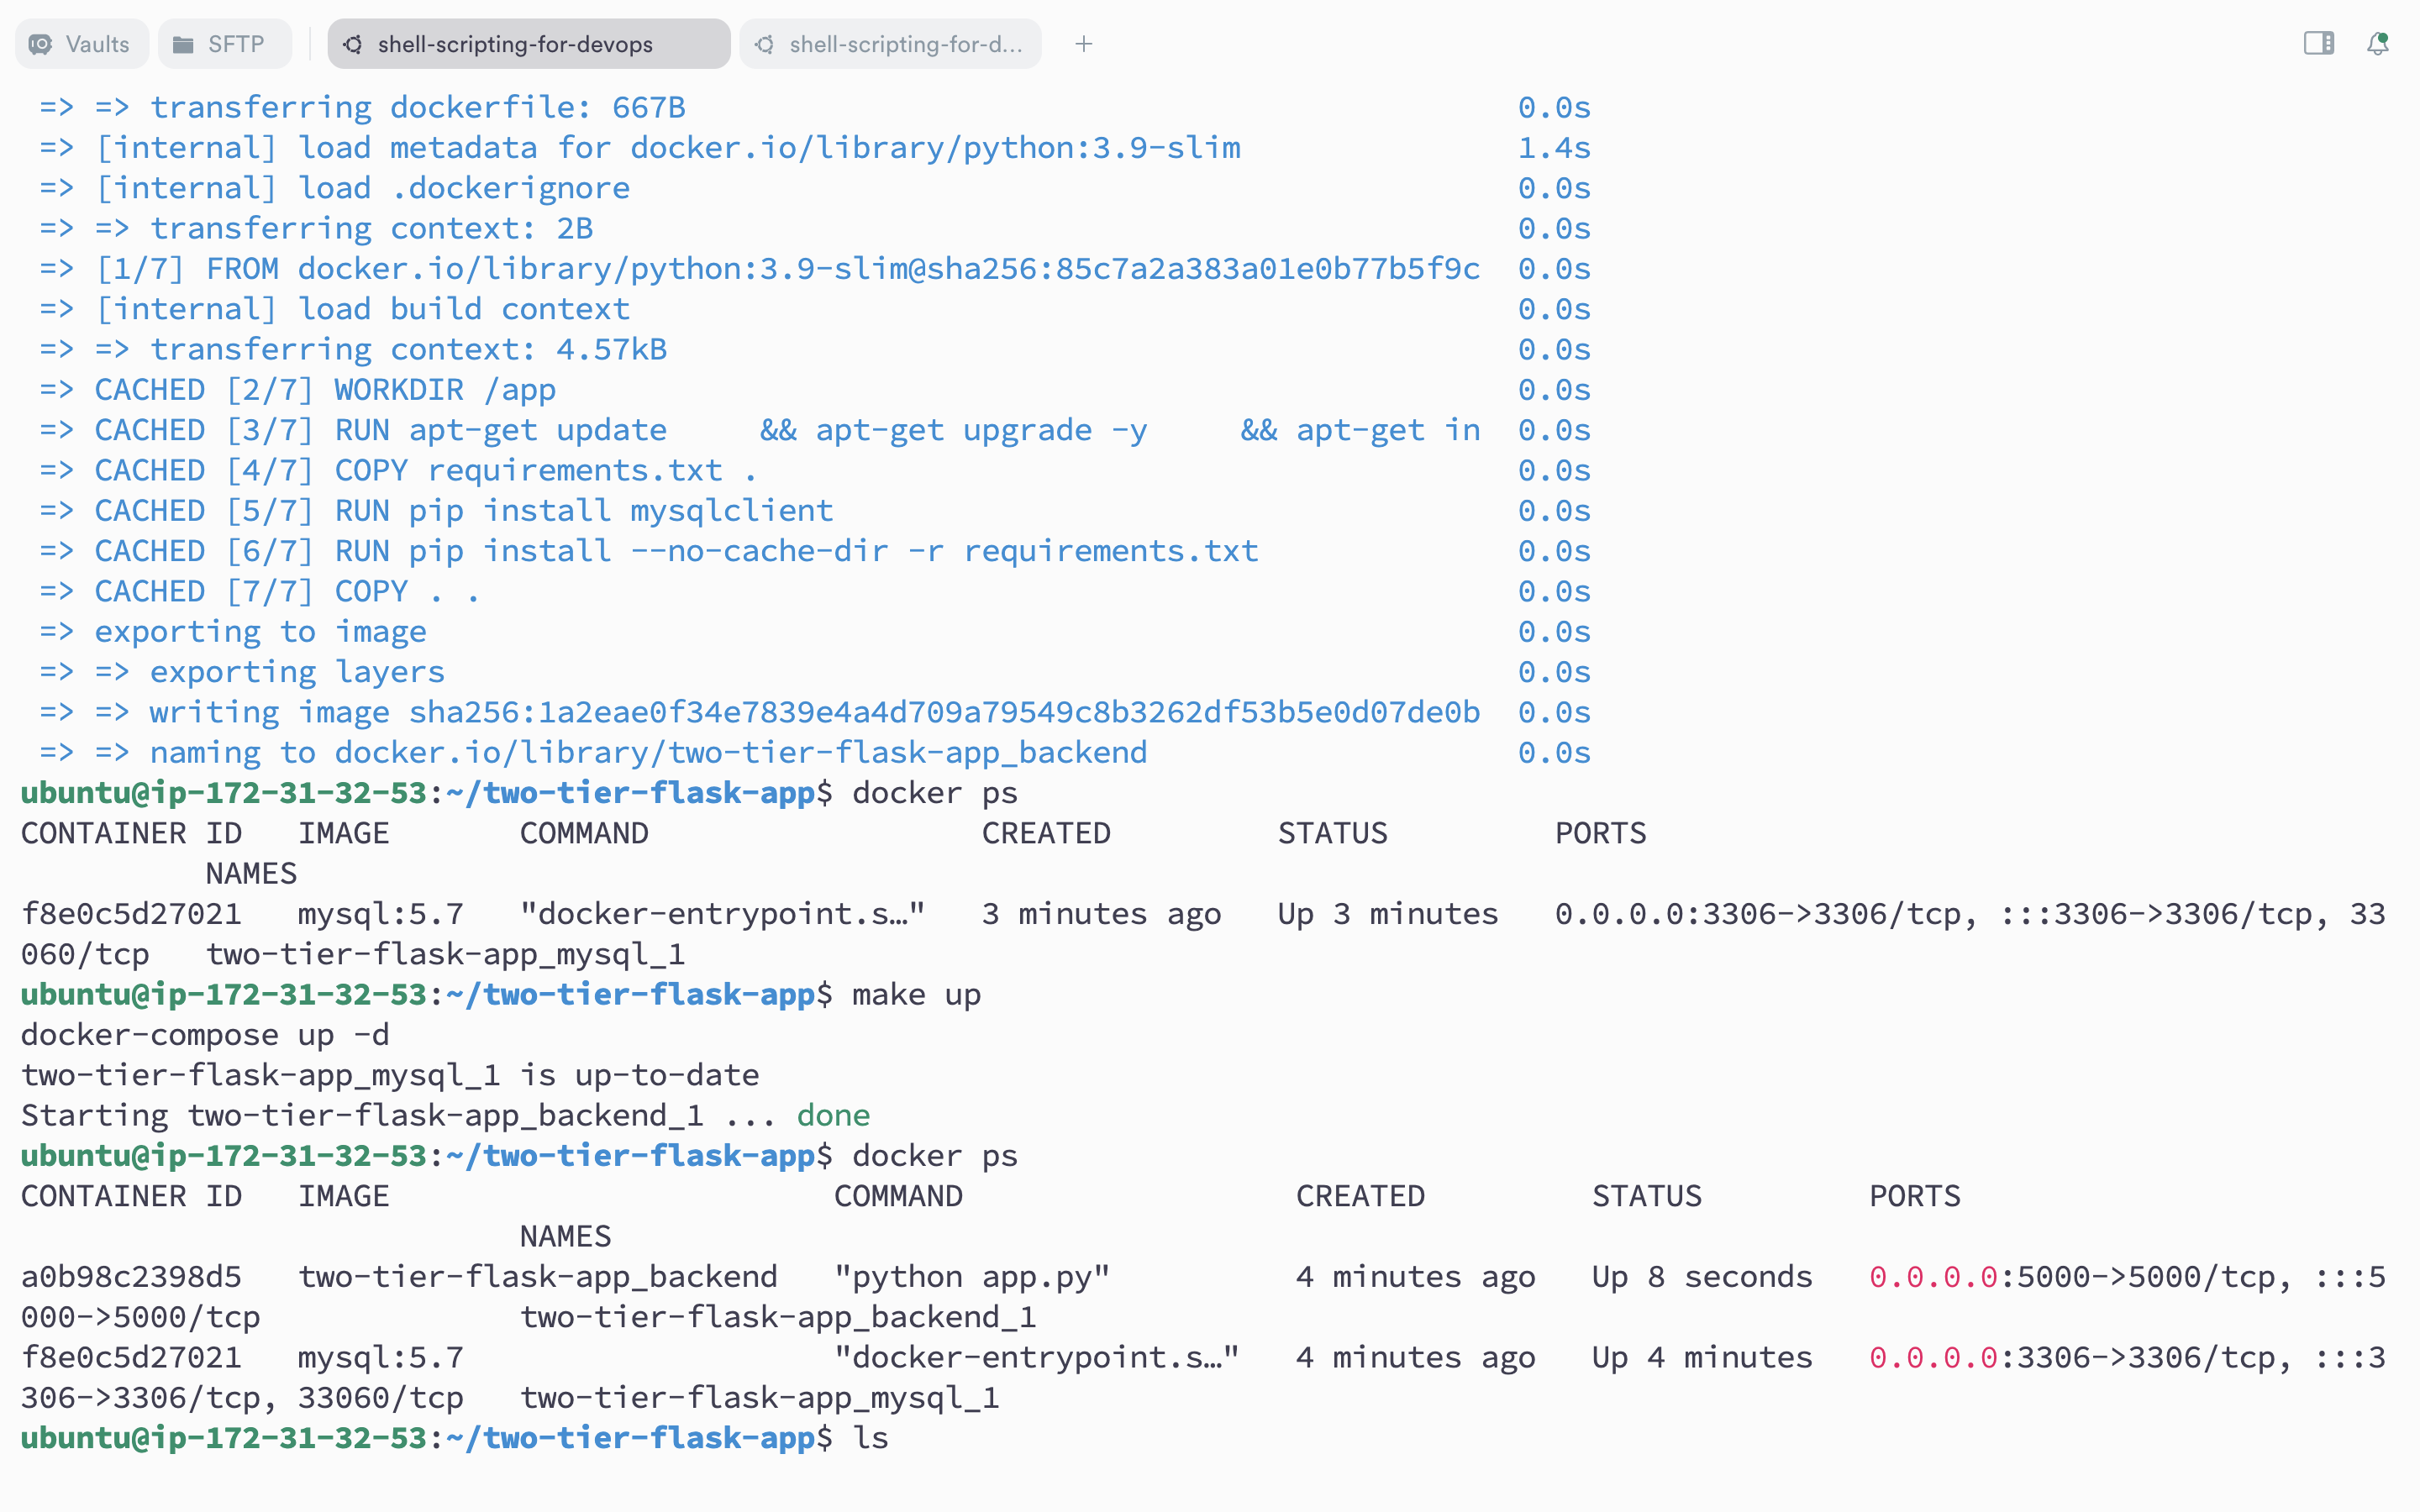 Vaults SFTP shell-scripting-for-devops shell-scripting-for-d... +
=> => transferring dockerfile: 667B 0.0s
=> [internal] load metadata for docker.io/library/python:3.9-slim 1.4s
=> [internal] load .dockerignore 0.0s
=> => transferring context: 2B 0.0s
=> [1/7] FROM docker.io/library/python:3.9-slim@sha256:85c7a2a383a01e0b77b5f9c 0.0s
=> [internal] load build context 0.0s
=> => transferring context: 4.57kB 0.0s
=> CACHED [2/7] WORKDIR /app 0.0s
=> CACHED [3/7] RUN apt-get update     && apt-get upgrade -y     && apt-get in 0.0s
=> CACHED [4/7] COPY requirements.txt . 0.0s
=> CACHED [5/7] RUN pip install mysqlclient 0.0s
=> CACHED [6/7] RUN pip install --no-cache-dir -r requirements.txt 0.0s
=> CACHED [7/7] COPY . . 0.0s
=> exporting to image 0.0s
=> => exporting layers 0.0s
=> => writing image sha256:1a2eae0f34e7839e4a4d709a79549c8b3262df53b5e0d07de0b 0.0s
=> => naming to docker.io/library/two-tier-flask-app_backend 0.0s
ubuntu@ip-172-31-32-53:~/two-tier-flask-app$ docker ps
CONTAINER ID   IMAGE       COMMAND                  CREATED         STATUS         PORTS
NAMES
f8e0c5d27021   mysql:5.7   "docker-entrypoint.s…"   3 minutes ago   Up 3 minutes   0.0.0.0:3306->3306/tcp, :::3306->3306/tcp, 33
060/tcp   two-tier-flask-app_mysql_1
ubuntu@ip-172-31-32-53:~/two-tier-flask-app$ make up
docker-compose up -d
two-tier-flask-app_mysql_1 is up-to-date
Starting two-tier-flask-app_backend_1 ... done
ubuntu@ip-172-31-32-53:~/two-tier-flask-app$ docker ps
CONTAINER ID   IMAGE                        COMMAND                  CREATED         STATUS         PORTS
NAMES
a0b98c2398d5   two-tier-flask-app_backend   "python app.py"          4 minutes ago   Up 8 seconds   0.0.0.0:5000->5000/tcp, :::5
000->5000/tcp              two-tier-flask-app_backend_1
f8e0c5d27021   mysql:5.7                    "docker-entrypoint.s…"   4 minutes ago   Up 4 minutes   0.0.0.0:3306->3306/tcp, :::3
306->3306/tcp, 33060/tcp   two-tier-flask-app_mysql_1
ubuntu@ip-172-31-32-53:~/two-tier-flask-app$ ls